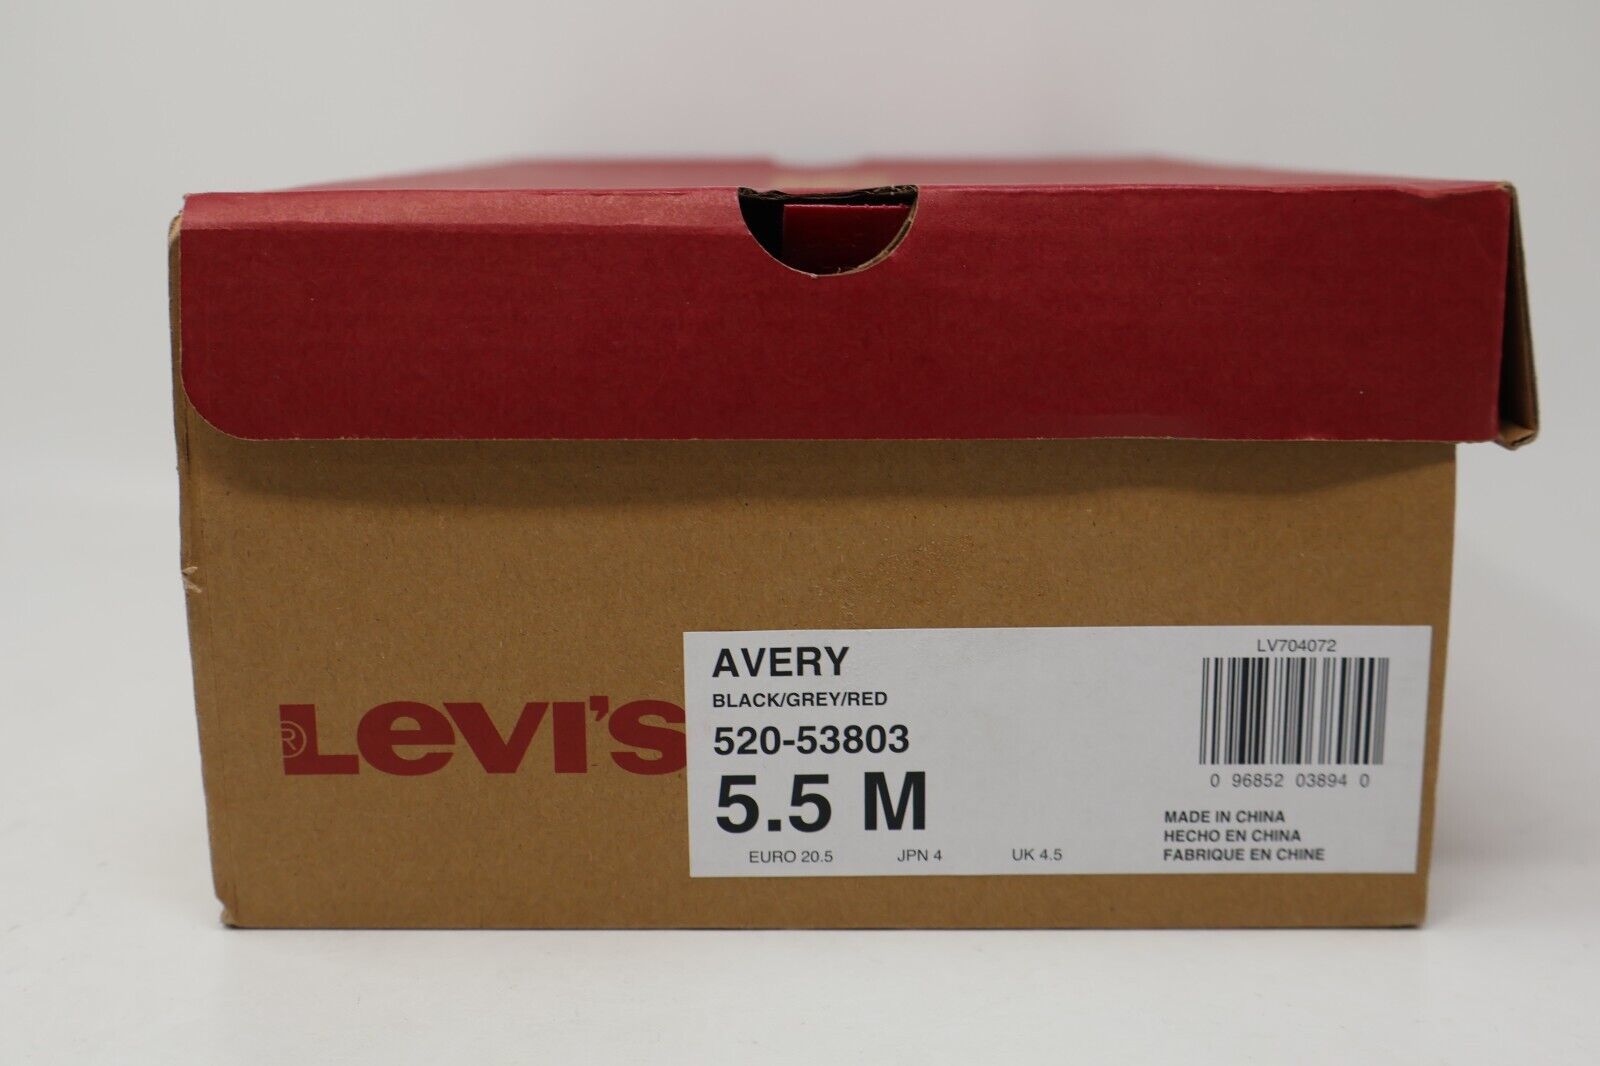 ®Levi's
AVERY
BLACK/GREY/RED
520-53803
5.5 M
EURO 20.5 JPN 4 UK 4.5
LV704072
0 96852 03894 0
MADE IN CHINA
HECHO EN CHINA
FABRIQUE EN CHINE